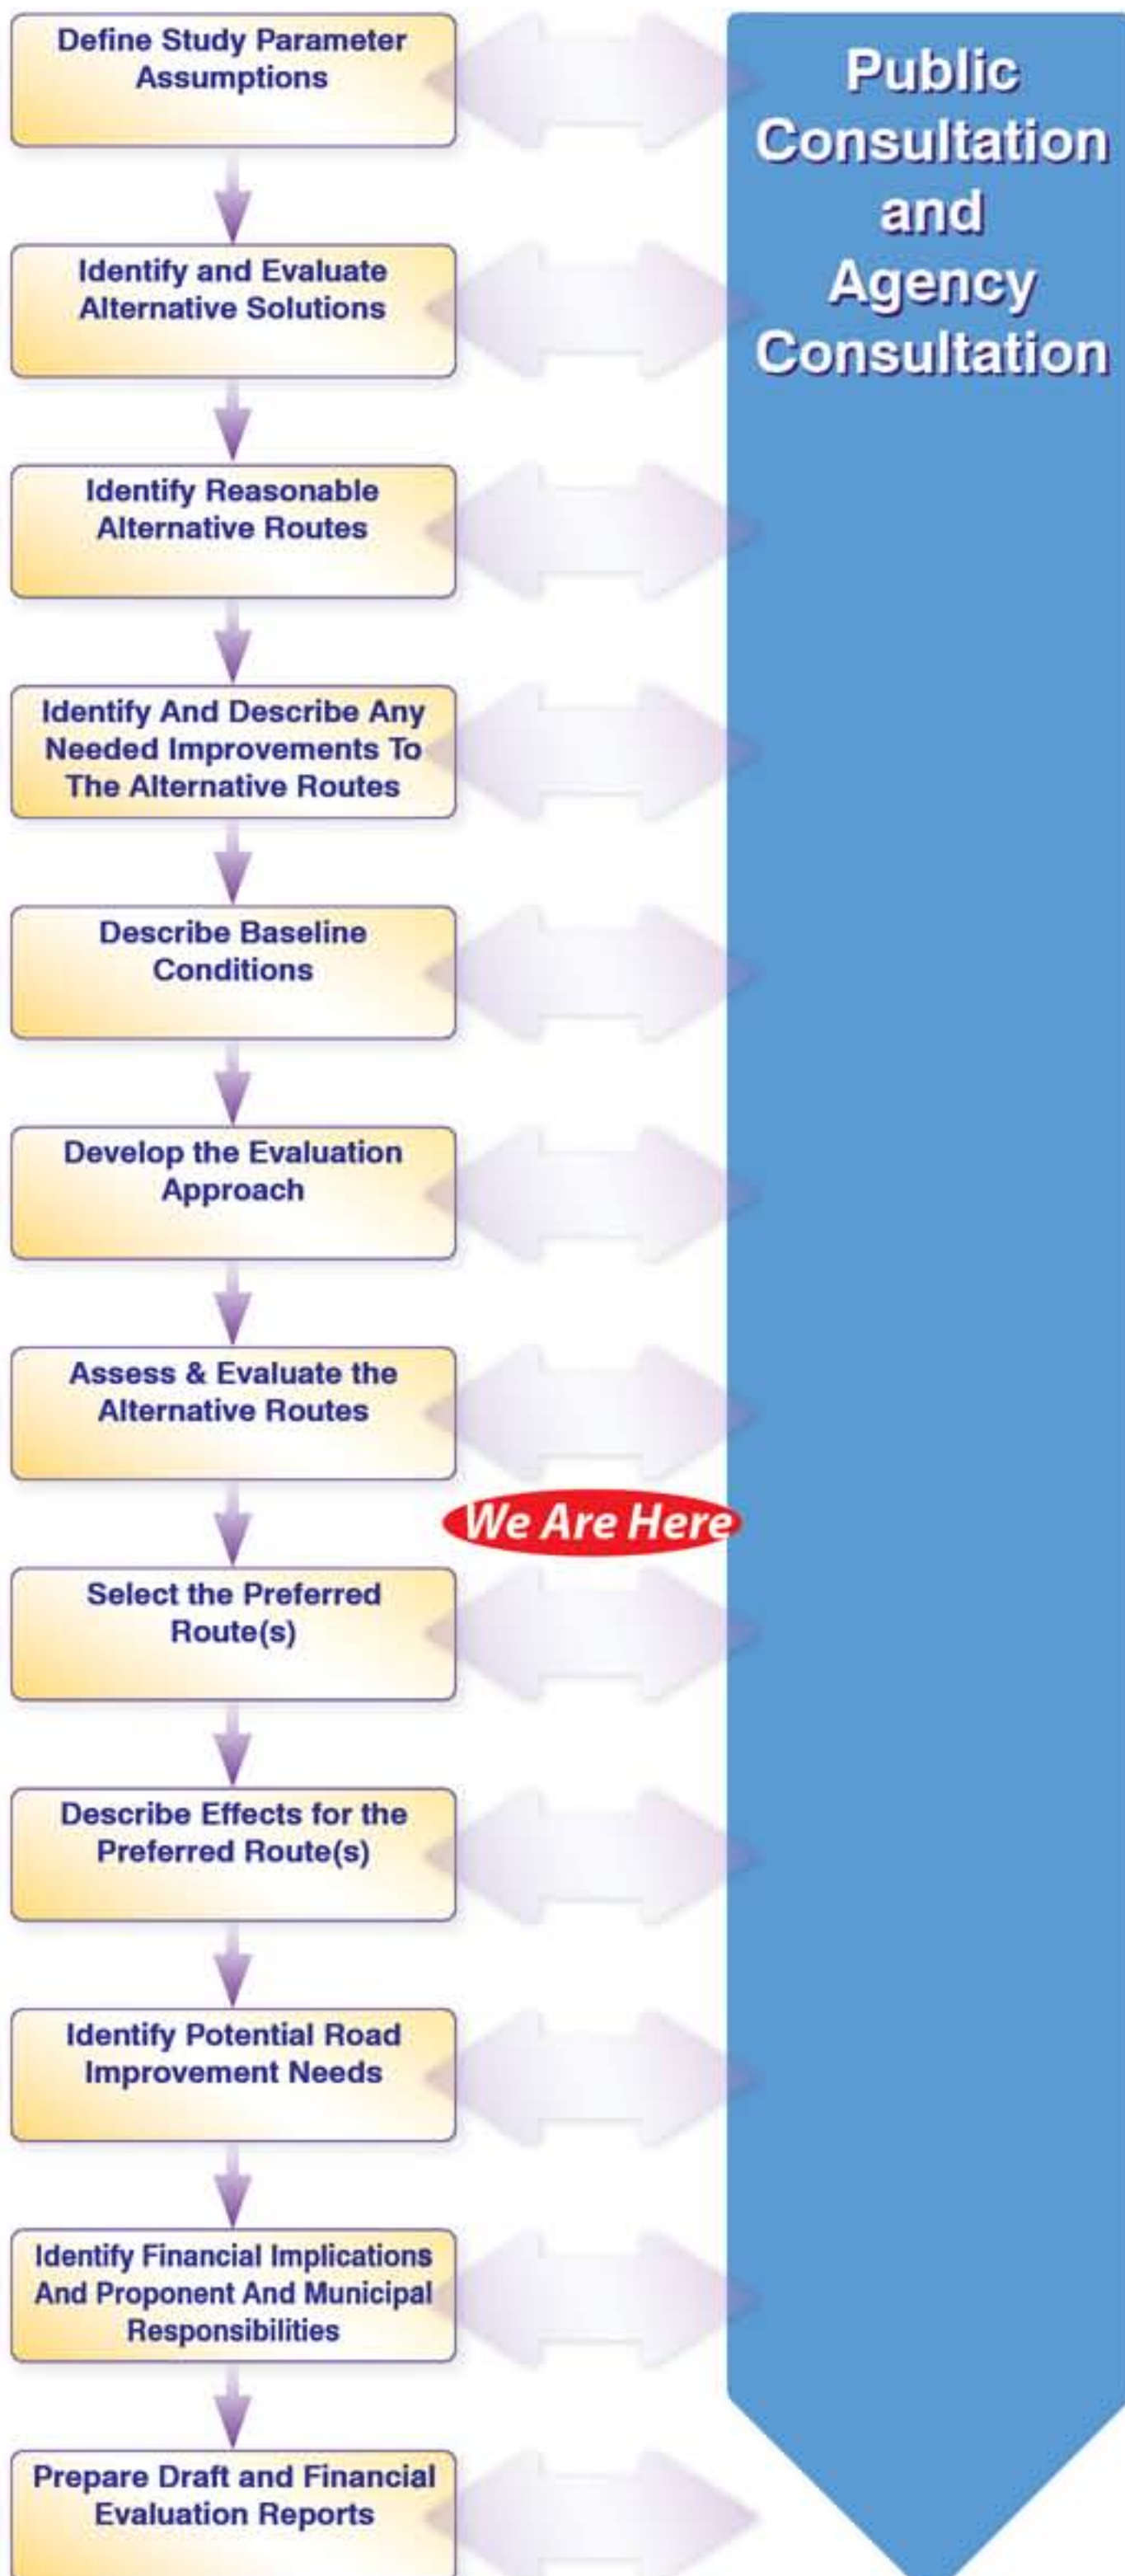 Define Study Parameter
Assumptions
Public
Consultation
and
Agency
Consultation
Identify and Evaluate
Alternative Solutions
Identify Reasonable
Alternative Routes
Identify And Describe Any
Needed Improvements To
The Alternative Routes
Describe Baseline
Conditions
Develop the Evaluation
Approach
Assess & Evaluate the
Alternative Routes
We Are Here
Select the Preferred
Route(s)
Describe Effects for the
Preferred Route(s)
Identify Potential Road
Improvement Needs
Identify Financial Implications
And Proponent And Municipal
Responsibilities
Prepare Draft and Financial
Evaluation Reports